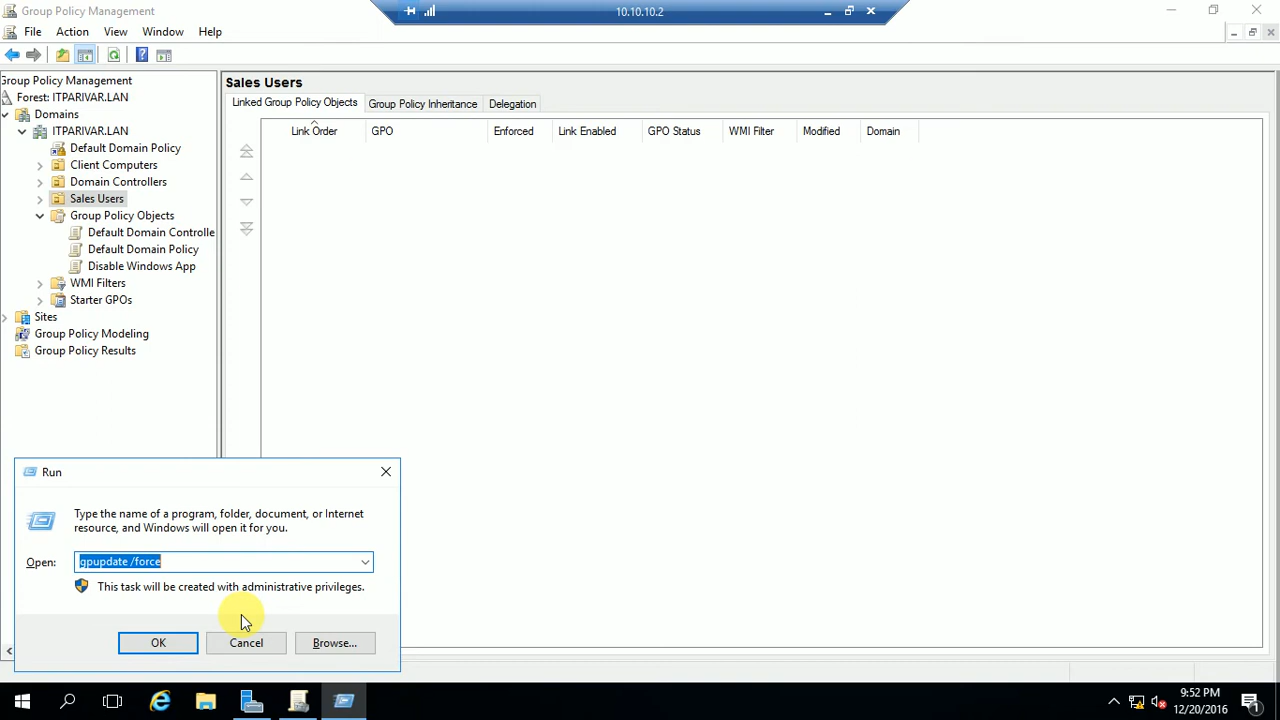 Group Policy Management
10.10.10.2
File Action View Window Help
Group Policy Management
Forest: ITPARIVAR.LAN
Domains
ITPARIVAR.LAN
Default Domain Policy
Client Computers
Domain Controllers
Sales Users
Group Policy Objects
Default Domain Controlle
Default Domain Policy
Disable Windows App
WMI Filters
Starter GPOs
Sites
Group Policy Modeling
Group Policy Results
Sales Users
Linked Group Policy Objects Group Policy Inheritance Delegation
Link Order GPO Enforced Link Enabled GPO Status WMI Filter Modified Domain
Run
Type the name of a program, folder, document, or Internet
resource, and Windows will open it for you.
Open: gpupdate /force
This task will be created with administrative privileges.
OK Cancel Browse...
9:52 PM
12/20/2016
1